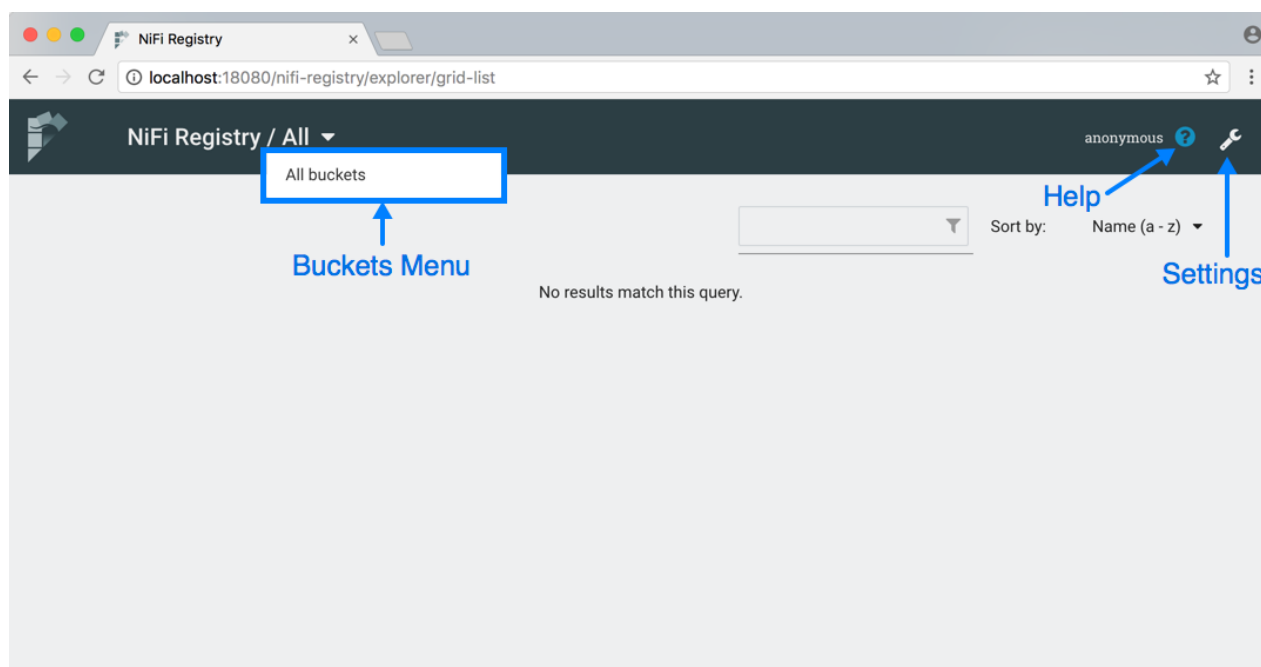 NiFi Registry
localhost:18080/nifi-registry/explorer/grid-list
NiFi Registry / All
anonymous
All buckets
Help
Sort by: Name (a - z)
Buckets Menu
Settings
No results match this query.